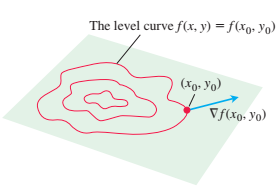 The level curve f(x, y) = f(x₀, y₀)
(x₀, y₀)
∇f(x₀, y₀)